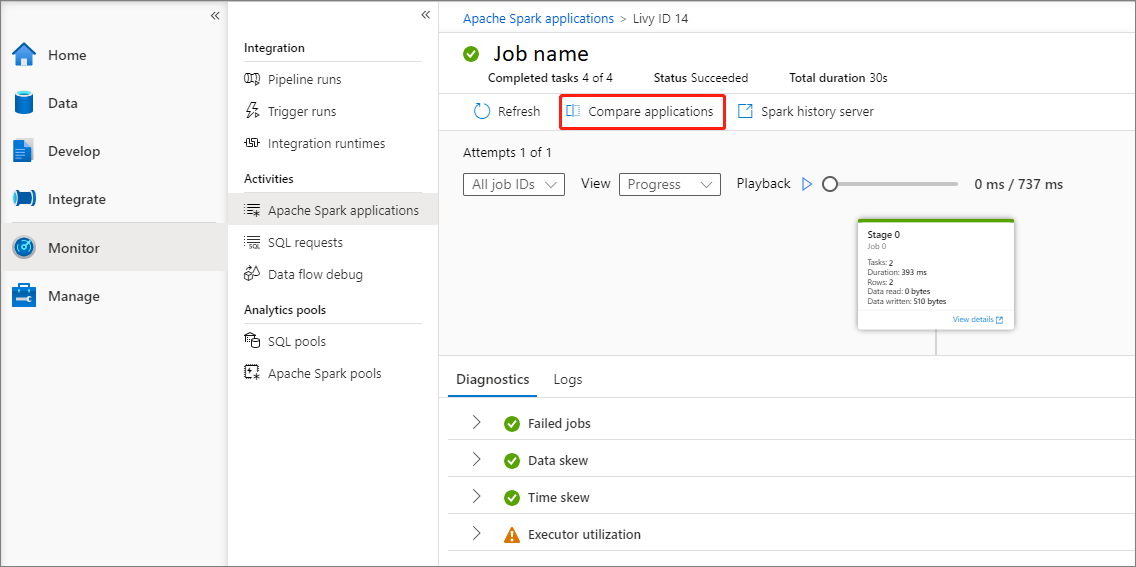 «
Home
Data
Develop
Integrate
Monitor
Manage
«
Integration
Pipeline runs
Trigger runs
Integration runtimes
Activities
Apache Spark applications
SQL requests
Data flow debug
Analytics pools
SQL pools
Apache Spark pools
Apache Spark applications > Livy ID 14
Job name
Completed tasks 4 of 4 Status Succeeded Total duration 30s
Refresh Compare applications Spark history server
Attempts 1 of 1
All job IDs View Progress Playback 0 ms / 737 ms
Stage 0
Job 0
Tasks: 2
Duration: 393 ms
Rows: 2
Data read: 0 bytes
Data written: 510 bytes
View details
Diagnostics Logs
Failed jobs
Data skew
Time skew
Executor utilization